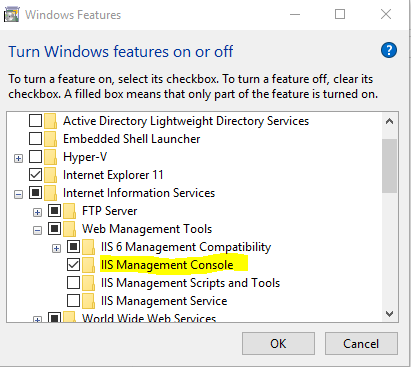 Windows Features
Turn Windows features on or off
To turn a feature on, select its checkbox. To turn a feature off, clear its
checkbox. A filled box means that only part of the feature is turned on.
Active Directory Lightweight Directory Services
Embedded Shell Launcher
Hyper-V
Internet Explorer 11
Internet Information Services
FTP Server
Web Management Tools
IIS 6 Management Compatibility
IIS Management Console
IIS Management Scripts and Tools
IIS Management Service
World Wide Web Services
OK
Cancel